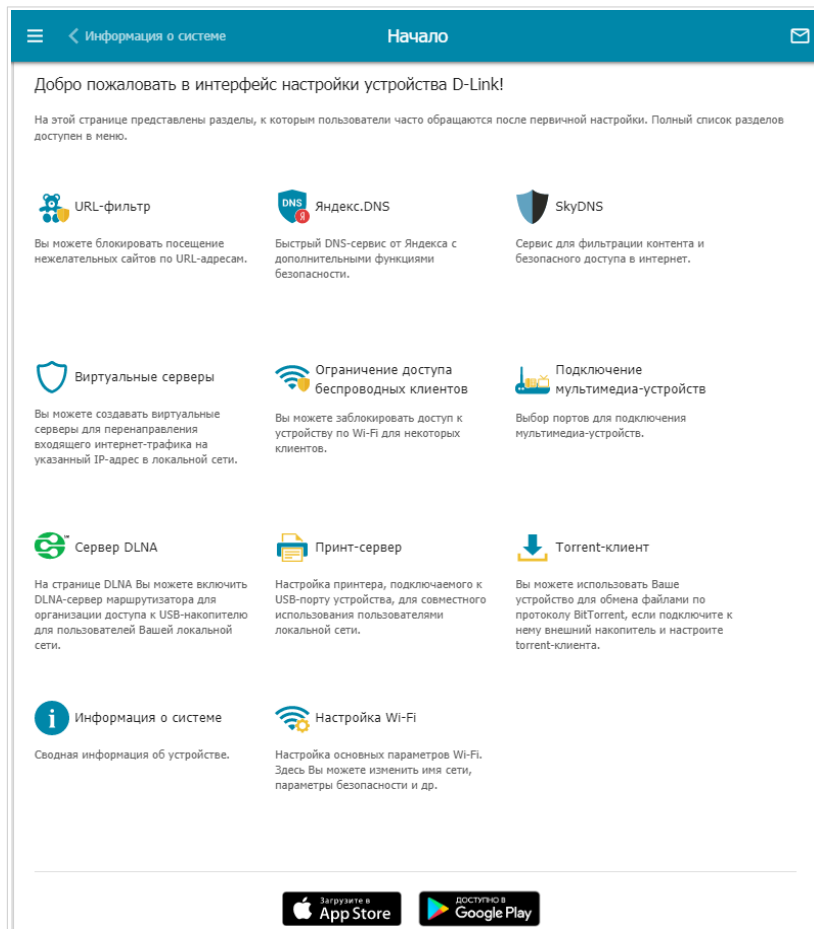 Информация о системе
Начало
Добро пожаловать в интерфейс настройки устройства D-Link!
На этой странице представлены разделы, к которым пользователи часто обращаются после первичной настройки. Полный список разделов
доступен в меню.
URL-фильтр
Вы можете блокировать посещение
нежелательных сайтов по URL-адресам.
DNS
Я
Яндекс.DNS
Быстрый DNS-сервис от Яндекса с
дополнительными функциями
безопасности.
SkyDNS
Сервис для фильтрации контента и
безопасного доступа в интернет.
Виртуальные серверы
Вы можете создавать виртуальные
серверы для перенаправления
входящего интернет-трафика на
указанный IP-адрес в локальной сети.
Ограничение доступа
беспроводных клиентов
Вы можете заблокировать доступ к
устройству по Wi-Fi для некоторых
клиентов.
Подключение
мультимедиа-устройств
Выбор портов для подключения
мультимедиа-устройств.
Сервер DLNA
На странице DLNA Вы можете включить
DLNA-сервер маршрутизатора для
организации доступа к USB-накопителю
для пользователей Вашей локальной
сети.
Принт-сервер
Настройка принтера, подключаемого к
USB-порту устройства, для совместного
использования пользователями
локальной сети.
Torrent-клиент
Вы можете использовать Ваше
устройство для обмена файлами по
протоколу BitTorrent, если подключите к
нему внешний накопитель и настроите
torrent-клиента.
Информация о системе
Сводная информация об устройстве.
Настройка Wi-Fi
Настройка основных параметров Wi-Fi.
Здесь Вы можете изменить имя сети,
параметры безопасности и др.
Загрузите в
App Store
ДОСТУПНО В
Google Play